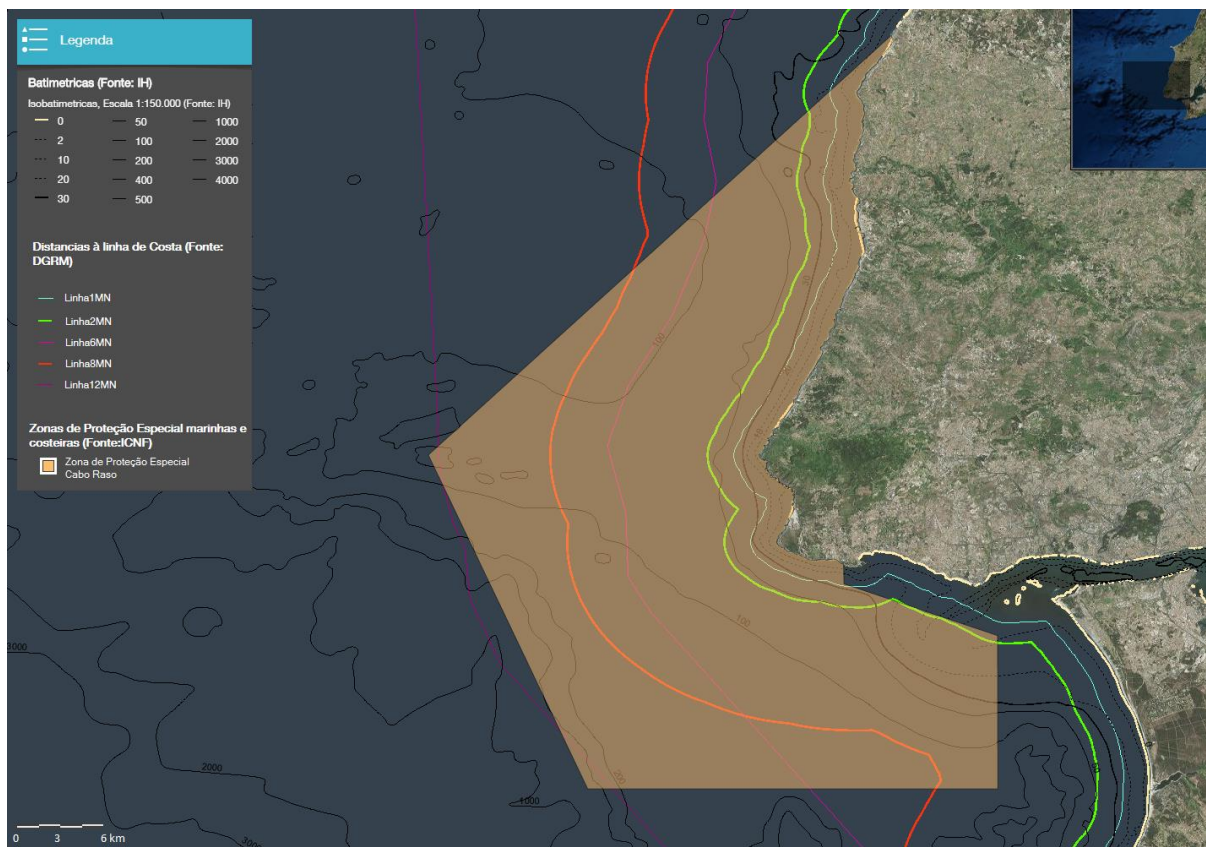 Legenda
Batimetricas (Fonte: IH)
Isobatimetricas, Escala 1:150.000 (Fonte: IH)
0 50 1000
2 100 2000
10 200 3000
20 400 4000
30 500
Distancias à linha de Costa (Fonte:
DGRM)
Linha1MN
Linha2MN
Linha6MN
Linha8MN
Linha12MN
Zonas de Proteção Especial marinhas e
costeiras (Fonte:ICNF)
Zona de Proteção Especial
Cabo Raso
30
100
100
3000
200
2000
1000
3000
0 3 6 km